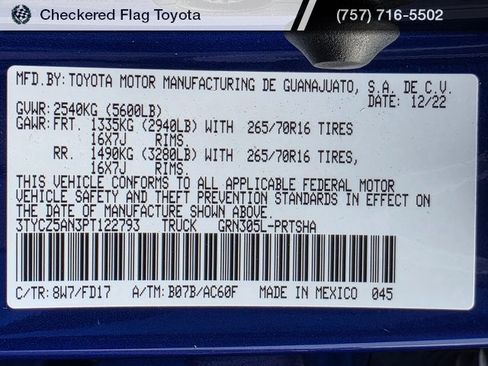 Checkered Flag Toyota
(757) 716-5502
MFD.BY:TOYOTA MOTOR MANUFACTURING DE GUANAJUATO, S.A. DE C.V.
DATE: 12/22
GVWR:2540KG (5600LB)
GAWR:FRT. 1335KG (2940LB) WITH 265/70R16 TIRES
16X7J RIMS.
RR. 1490KG (3280LB) WITH 265/70R16 TIRES,
16X7J RIMS.
THIS VEHICLE CONFORMS TO ALL APPLICABLE FEDERAL MOTOR
VEHICLE SAFETY AND THEFT PREVENTION STANDARDS IN EFFECT
ON THE DATE OF MANUFACTURE SHOWN ABOVE.
3TYCZ5AN3PT122793 TRUCK GRN305L-PRTSHA
C/TR: 8W7/FD17 A/TM: B07B/AC60F MADE IN MEXICO 045